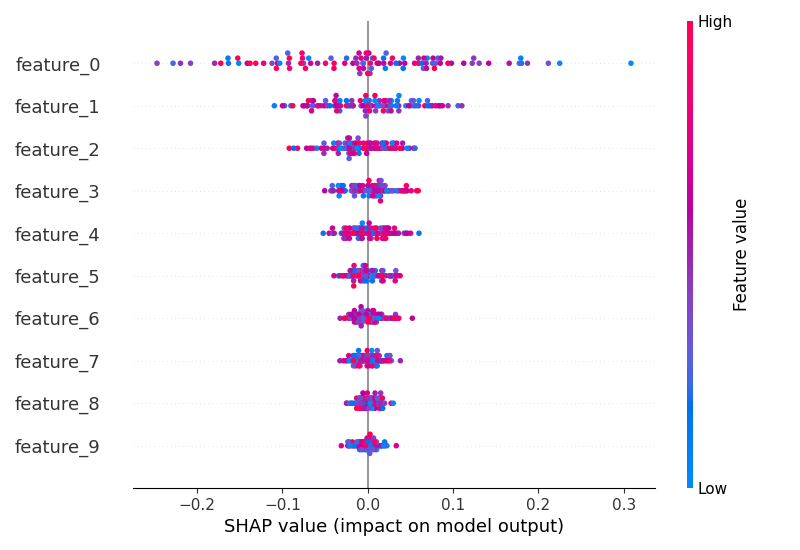 High
feature_0
feature_1
feature_2
feature_3
feature_4
feature_5
feature_6
feature_7
feature_8
feature_9
Feature value
Low
−0.2 −0.1 0.0 0.1 0.2 0.3
SHAP value (impact on model output)